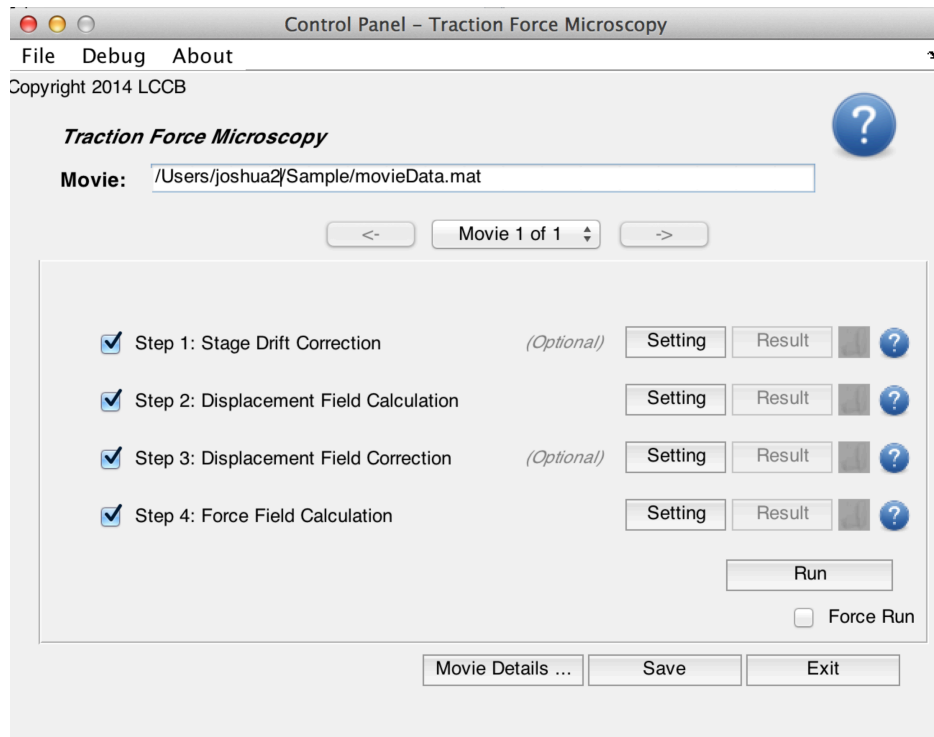 Control Panel – Traction Force Microscopy
File Debug About
Copyright 2014 LCCB
?
Traction Force Microscopy
Movie: /Users/joshua2/Sample/movieData.mat
<- Movie 1 of 1 ->
Step 1: Stage Drift Correction (Optional) Setting Result ?
Step 2: Displacement Field Calculation Setting Result ?
Step 3: Displacement Field Correction (Optional) Setting Result ?
Step 4: Force Field Calculation Setting Result ?
Run
Force Run
Movie Details ... Save Exit